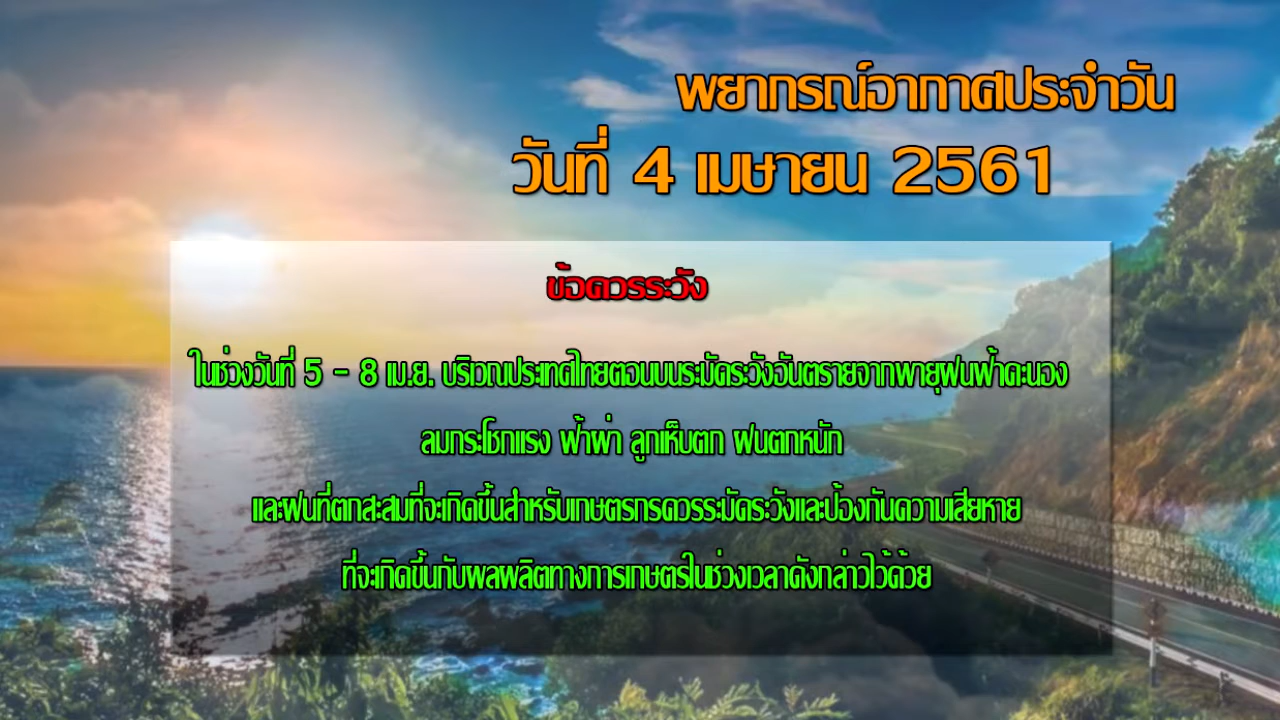 พยากรณ์อากาศประจำวัน
วันที่ 4 เมษายน 2561
ข้อควรระวัง
ในช่วงวันที่ 5 - 8 เม.ย. บริเวณประเทศไทยตอนบนระมัดระวังอันตรายจากพายุฝนฟ้าคะนอง
ลมกระโชกแรง ฟ้าผ่า ลูกเห็บตก ฝนตกหนัก
และฝนที่ตกสะสมที่จะเกิดขึ้นสำหรับเกษตรกรควรระมัดระวังและป้องกันความเสียหาย
ที่จะเกิดขึ้นกับผลผลิตทางการเกษตรในช่วงเวลาดังกล่าวไว้ด้วย